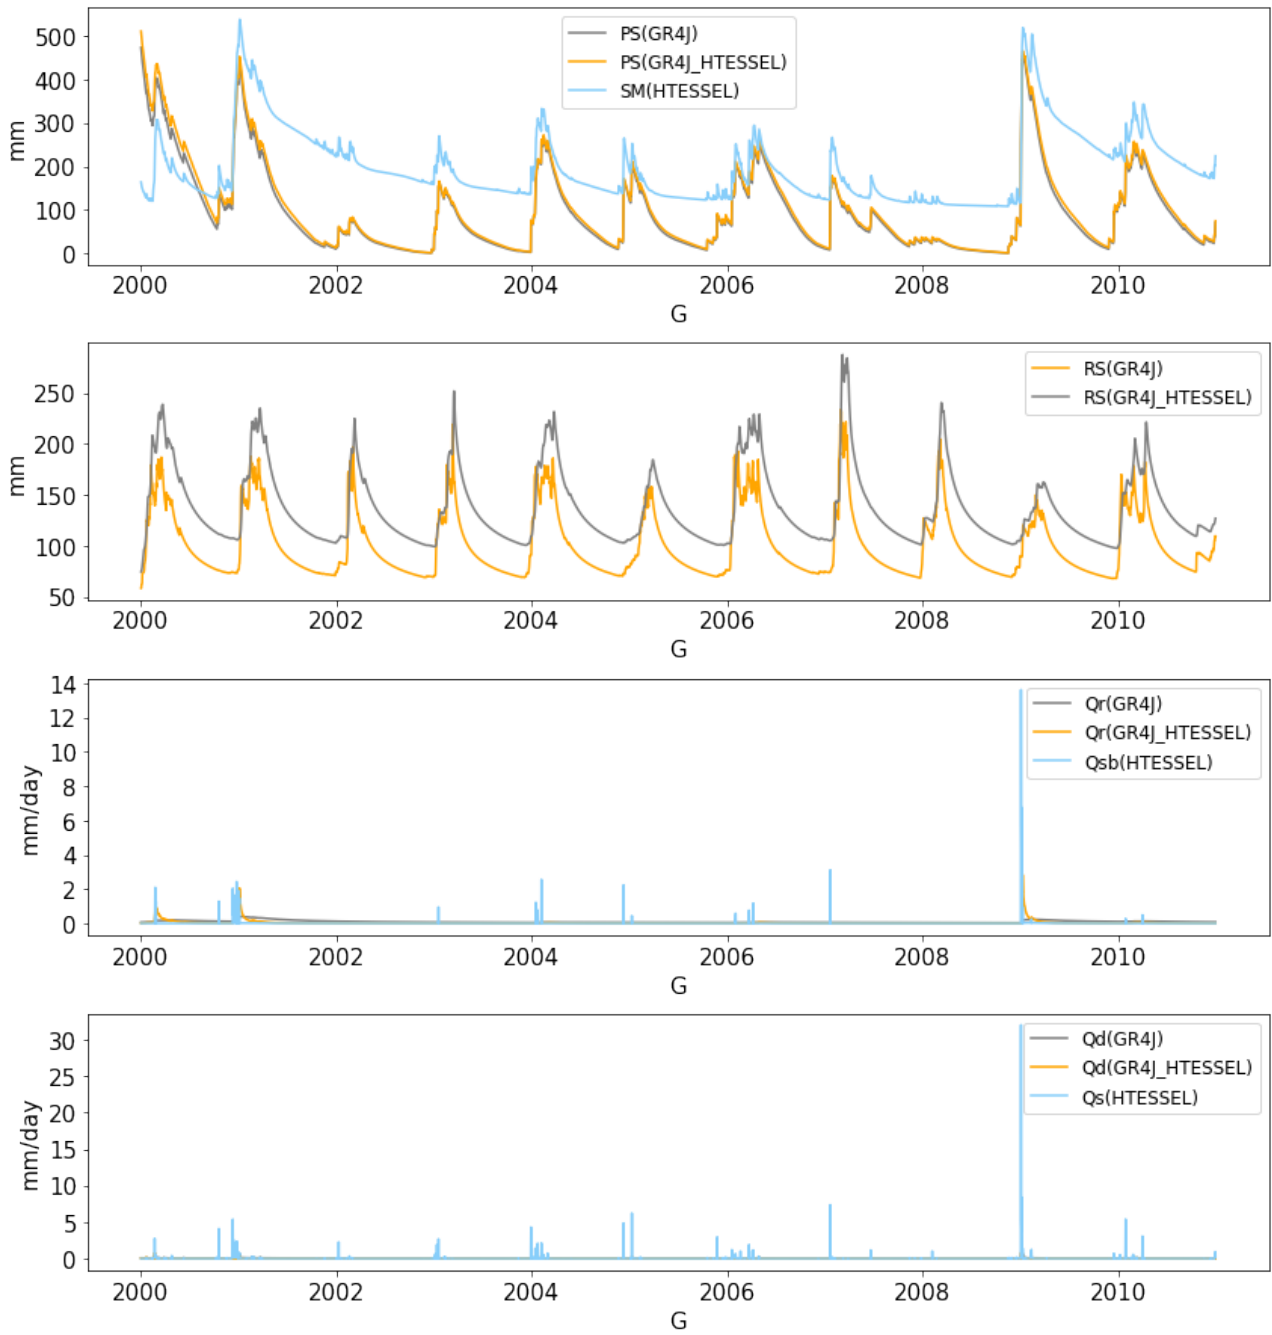 500
400
300
200
100
0
mm
PS(GR4J)
PS(GR4J_HTESSEL)
SM(HTESSEL)
2000 2002 2004 2006 2008 2010
G
250
200
150
100
50
mm
RS(GR4J)
RS(GR4J_HTESSEL)
2000 2002 2004 2006 2008 2010
G
14
12
10
8
6
4
2
0
mm/day
Qr(GR4J)
Qr(GR4J_HTESSEL)
Qsb(HTESSEL)
2000 2002 2004 2006 2008 2010
G
30
25
20
15
10
5
0
mm/day
Qd(GR4J)
Qd(GR4J_HTESSEL)
Qs(HTESSEL)
2000 2002 2004 2006 2008 2010
G